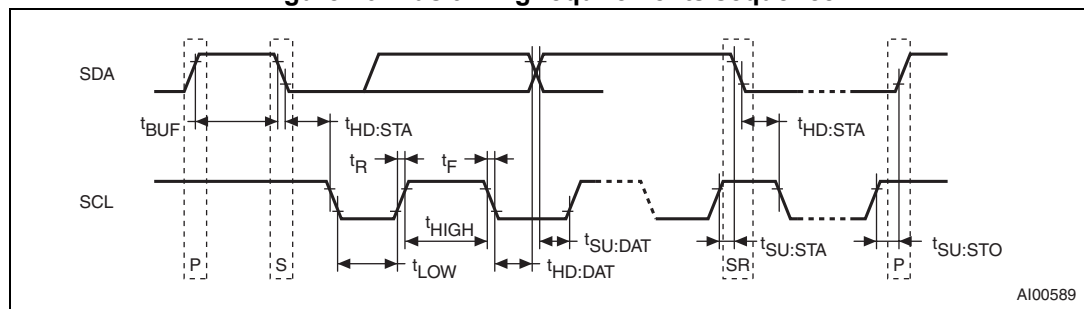 SDA
tBUF
tHD:STA
tHD:STA
tR
tF
SCL
tHIGH
tSU:DAT
tSU:STA
tSU:STO
P
S
tLOW
tHD:DAT
SR
P
AI00589